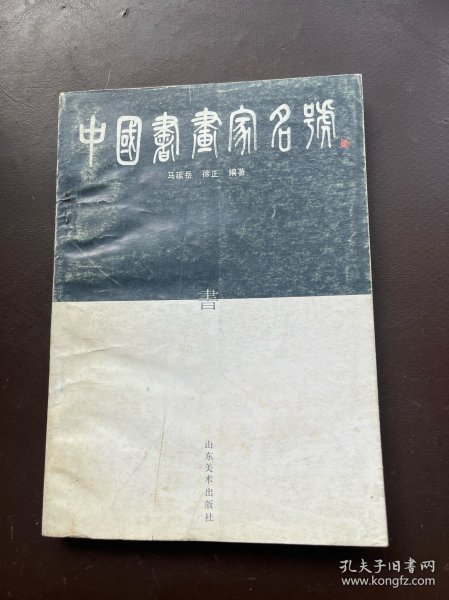 中國書畫家名號
马延岳 徐正 编著
書
山东美术出版社
孔夫子旧书网
www.kongfz.com